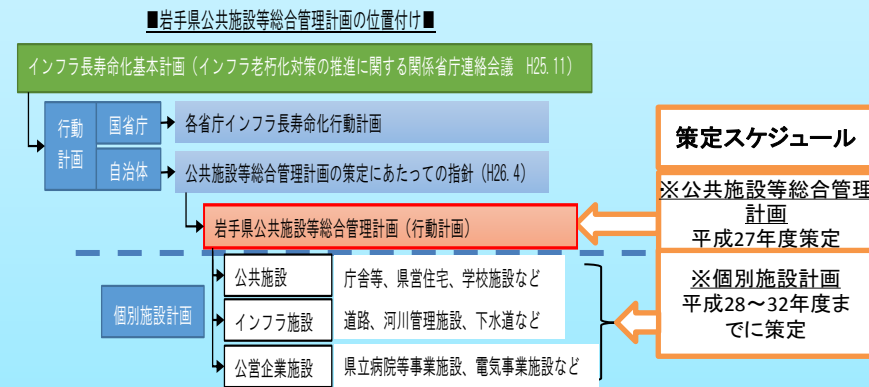 ■岩手県公共施設等総合管理計画の位置付け■
インフラ長寿命化基本計画（インフラ老朽化対策の推進に関する関係省庁連絡会議 H25.11）
行動
計画
国省庁
各省庁インフラ長寿命化行動計画
自治体
公共施設等総合管理計画の策定にあたっての指針（H26.4）
岩手県公共施設等総合管理計画（行動計画）
個別施設計画
公共施設
庁舎等、県営住宅、学校施設など
インフラ施設
道路、河川管理施設、下水道など
公営企業施設
県立病院等事業施設、電気事業施設など
策定スケジュール
※公共施設等総合管理
計画
平成27年度策定
※個別施設計画
平成28～32年度ま
でに策定